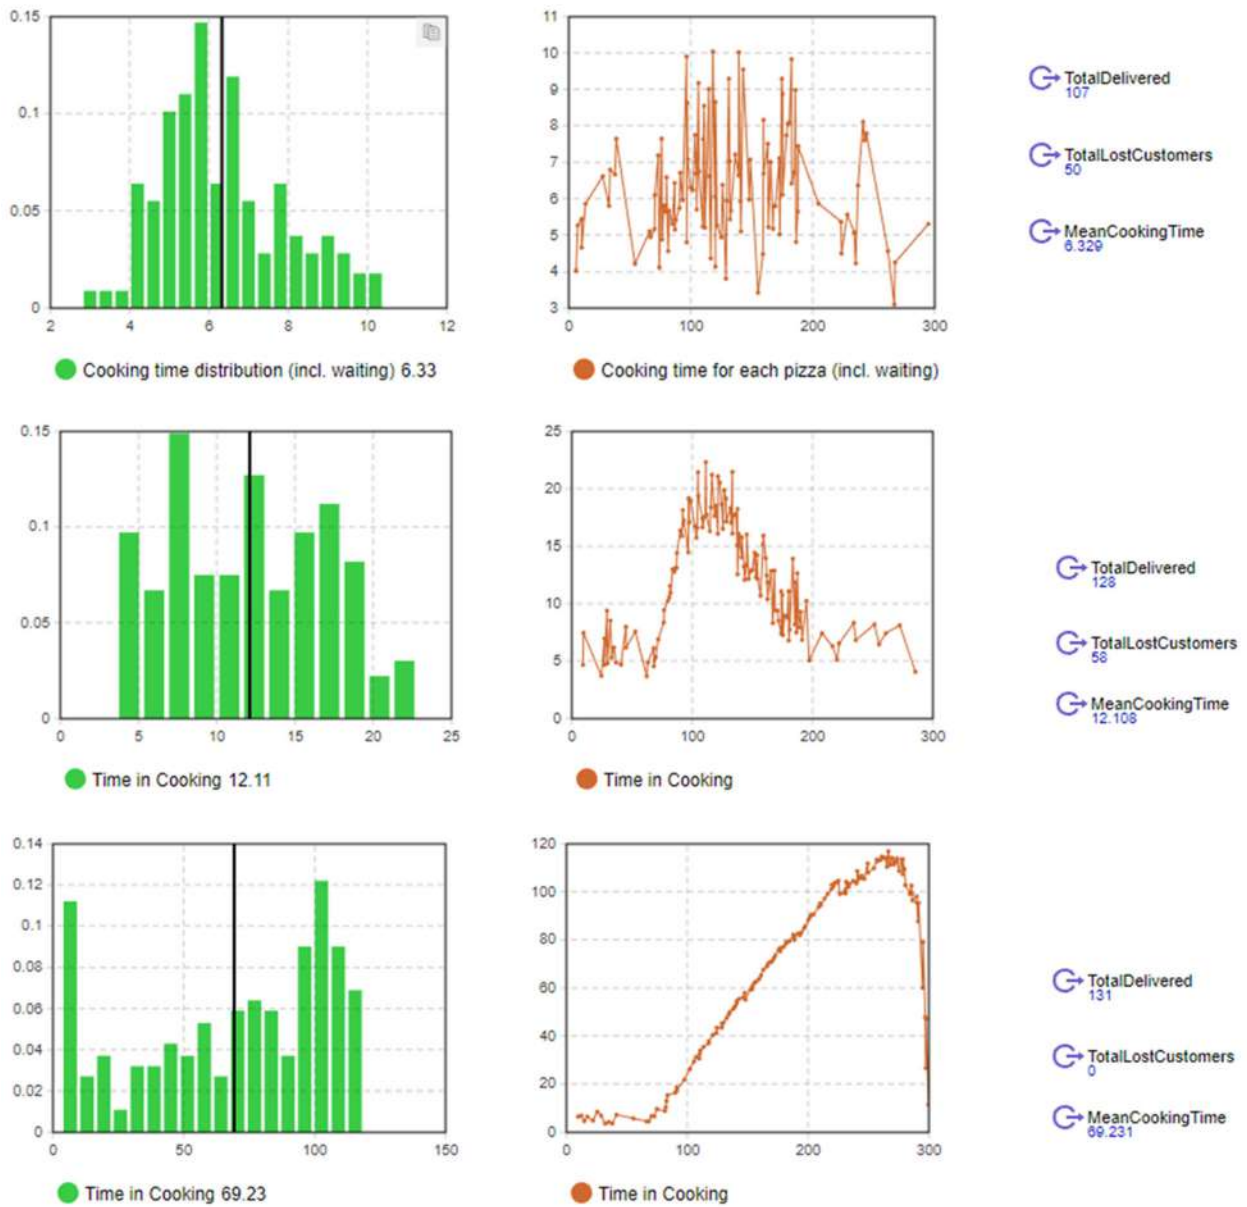 0.15
0.1
0.05
0
2 4 6 8 10 12
Cooking time distribution (incl. waiting) 6.33
11
10
9
8
7
6
5
4
3
0 100 200 300
Cooking time for each pizza (incl. waiting)
TotalDelivered
107
TotalLostCustomers
50
MeanCookingTime
6.329
0.15
0.1
0.05
0
0 5 10 15 20 25
Time in Cooking 12.11
25
20
15
10
5
0
0 100 200 300
Time in Cooking
TotalDelivered
128
TotalLostCustomers
58
MeanCookingTime
12.108
0.14
0.12
0.1
0.08
0.06
0.04
0.02
0
0 50 100 150
Time in Cooking 69.23
120
100
80
60
40
20
0
0 100 200 300
Time in Cooking
TotalDelivered
131
TotalLostCustomers
0
MeanCookingTime
69.231